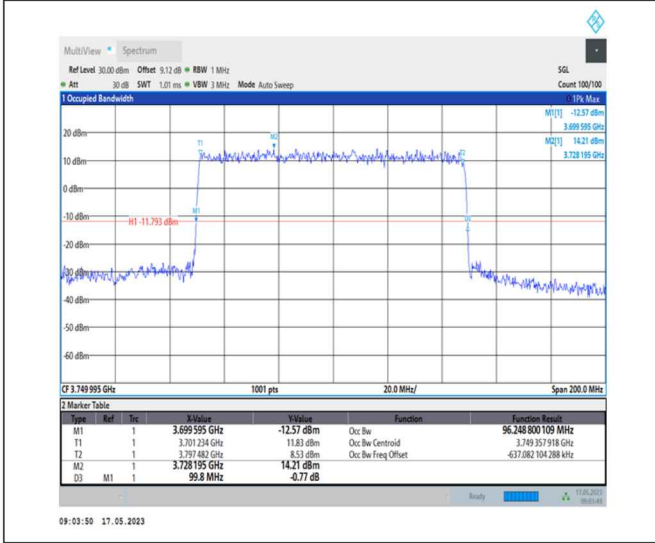 MultiView Spectrum
Ref Level 30.00 dBm Offset 9.12 dB RBW 1 MHz SGL
Att 30 dB SWT 1.01 ms VBW 3 MHz Mode Auto Sweep Count 100/100
1 Occupied Bandwidth 1Pk Max
M1[1] -12.57 dBm
3.699 595 GHz
M2[1] 14.21 dBm
3.728 195 GHz
20 dBm
M2
T1
T2
10 dBm
0 dBm
-10 dBm
M1
H1 -11.793 dBm
D3
-20 dBm
-30 dBm
-40 dBm
-50 dBm
-60 dBm
CF 3.749 995 GHz 1001 pts 20.0 MHz/ Span 200.0 MHz
2 Marker Table
Type Ref Trc X-Value Y-Value Function Function Result
M1 1 3.699 595 GHz -12.57 dBm Occ Bw 96.248 800 109 MHz
T1 1 3.701 234 GHz 11.83 dBm Occ Bw Centroid 3.749 357 918 GHz
T2 1 3.797 482 GHz 8.53 dBm Occ Bw Freq Offset -637.082 104 288 kHz
M2 1 3.728 195 GHz 14.21 dBm
D3 M1 1 99.8 MHz -0.77 dB
Ready 17.05.2023
09:03:49
09:03:50 17.05.2023